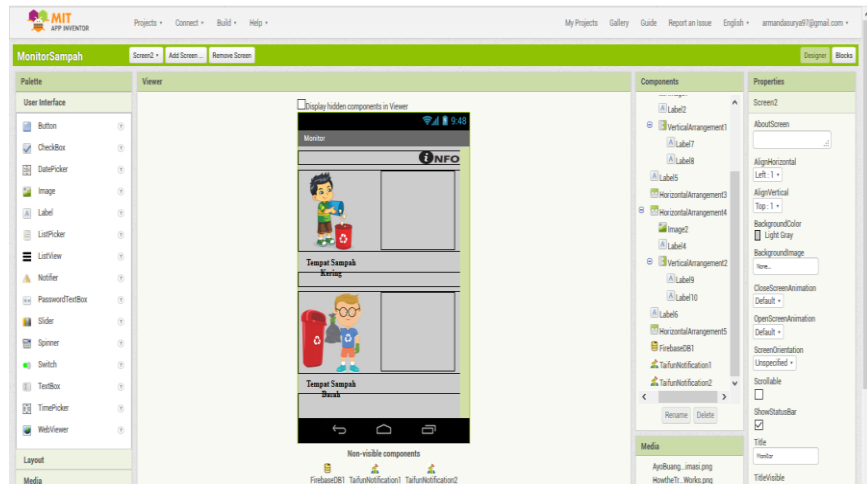 MIT
APP INVENTOR
Projects
Connect
Build
Help
My Projects
Gallery
Guide
Report an Issue
English
armandasurya97@gmail.com
MonitorSampah
Screen2
Add Screen ...
Remove Screen
Designer
Blocks
Palette
User Interface
Button
CheckBox
DatePicker
Image
Label
ListPicker
ListView
Notifier
PasswordTextBox
Slider
Spinner
Switch
TextBox
TimePicker
WebViewer
Layout
Media
Viewer
Display hidden components in Viewer
9:48
Monitor
iNFO
Tempat Sampah
Kering
Tempat Sampah
Basah
Non-visible components
FirebaseDB1
TaifunNotification1
TaifunNotification2
Components
Label2
VerticalArrangement1
Label7
Label8
Label5
HorizontalArrangement3
HorizontalArrangement4
Image2
Label4
VerticalArrangement2
Label9
Label10
Label6
HorizontalArrangement5
FirebaseDB1
TaifunNotification1
TaifunNotification2
Rename
Delete
Media
AyoBuang...imasi.png
HowtheTr...Works.png
Properties
Screen2
AboutScreen
AlignHorizontal
Left : 1
AlignVertical
Top : 1
BackgroundColor
Light Gray
BackgroundImage
None...
CloseScreenAnimation
Default
OpenScreenAnimation
Default
ScreenOrientation
Unspecified
Scrollable
ShowStatusBar
Title
Monitor
TitleVisible